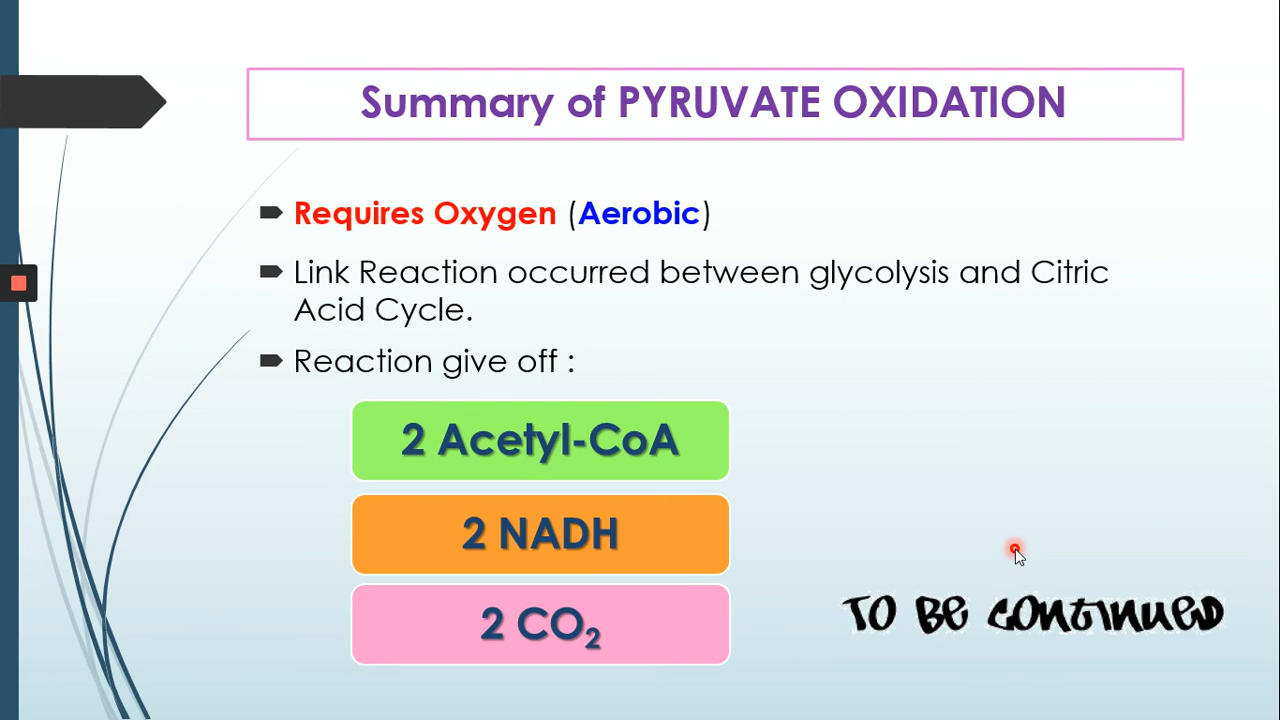 Summary of PYRUVATE OXIDATION
Requires Oxygen (Aerobic)
Link Reaction occurred between glycolysis and Citric
Acid Cycle.
Reaction give off :
2 Acetyl-CoA
2 NADH
2 CO₂
TO BE CONTINUED